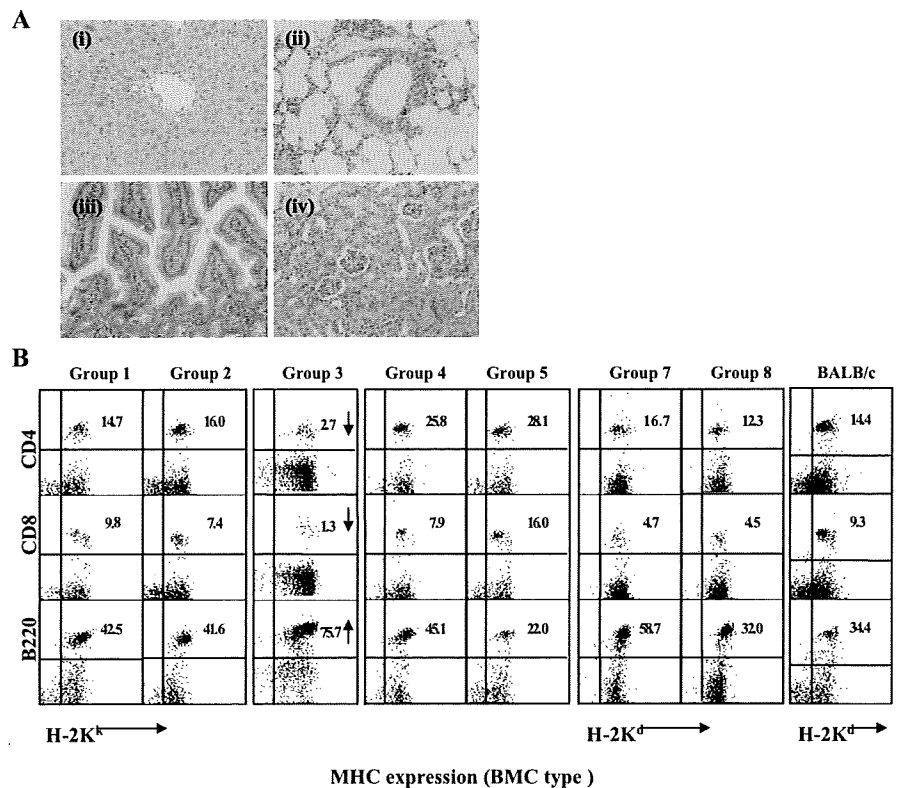 A
(i)
(ii)
(iii)
(iv)
B
Group 1 Group 2 Group 3 Group 4 Group 5 Group 7 Group 8 BALB/c
CD4
14.7 16.0 2.7 ↓ 25.8 28.1 16.7 12.3 14.4
CD8
9.8 7.4 1.3 ↓ 7.9 16.0 4.7 4.5 9.3
B220
42.5 41.6 75.7 ↑ 45.1 22.0 58.7 32.0 34.4
H-2Kᵏ → H-2Kᵈ → H-2Kᵈ →
MHC expression (BMC type )